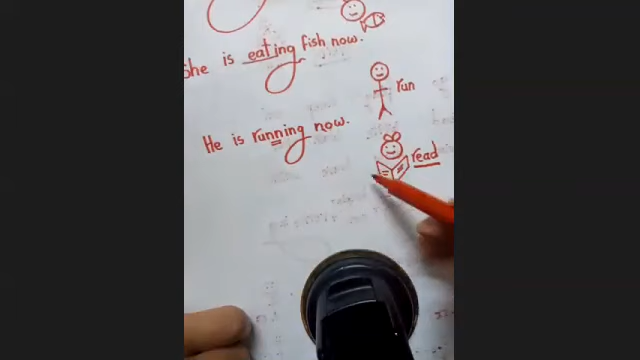 She is eating fish now.
run
He is running now.
read